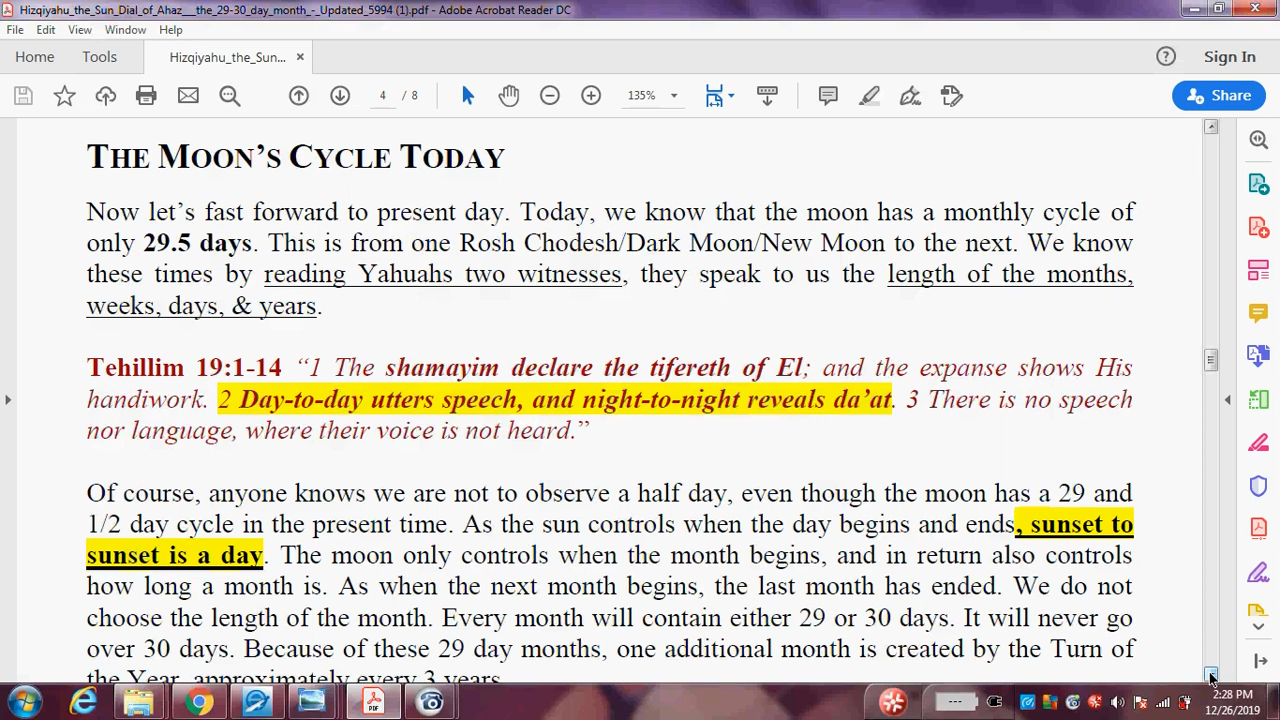 Hizqiyahu_the_Sun_Dial_of_Ahaz___the_29-30_day_month_-_Updated_5994 (1).pdf - Adobe Acrobat Reader DC
File Edit View Window Help
Home Tools Hizqiyahu_the_Sun... × Sign In
4 / 8 135% Share
THE MOON'S CYCLE TODAY
Now let's fast forward to present day. Today, we know that the moon has a monthly cycle of
only 29.5 days. This is from one Rosh Chodesh/Dark Moon/New Moon to the next. We know
these times by reading Yahuahs two witnesses, they speak to us the length of the months,
weeks, days, & years.
Tehillim 19:1-14 “1 The shamayim declare the tifereth of El; and the expanse shows His
handiwork. 2 Day-to-day utters speech, and night-to-night reveals da’at. 3 There is no speech
nor language, where their voice is not heard.”
Of course, anyone knows we are not to observe a half day, even though the moon has a 29 and
1/2 day cycle in the present time. As the sun controls when the day begins and ends, sunset to
sunset is a day. The moon only controls when the month begins, and in return also controls
how long a month is. As when the next month begins, the last month has ended. We do not
choose the length of the month. Every month will contain either 29 or 30 days. It will never go
over 30 days. Because of these 29 day months, one additional month is created by the Turn of
the Year, approximately every 3 years.
2:28 PM
12/26/2019